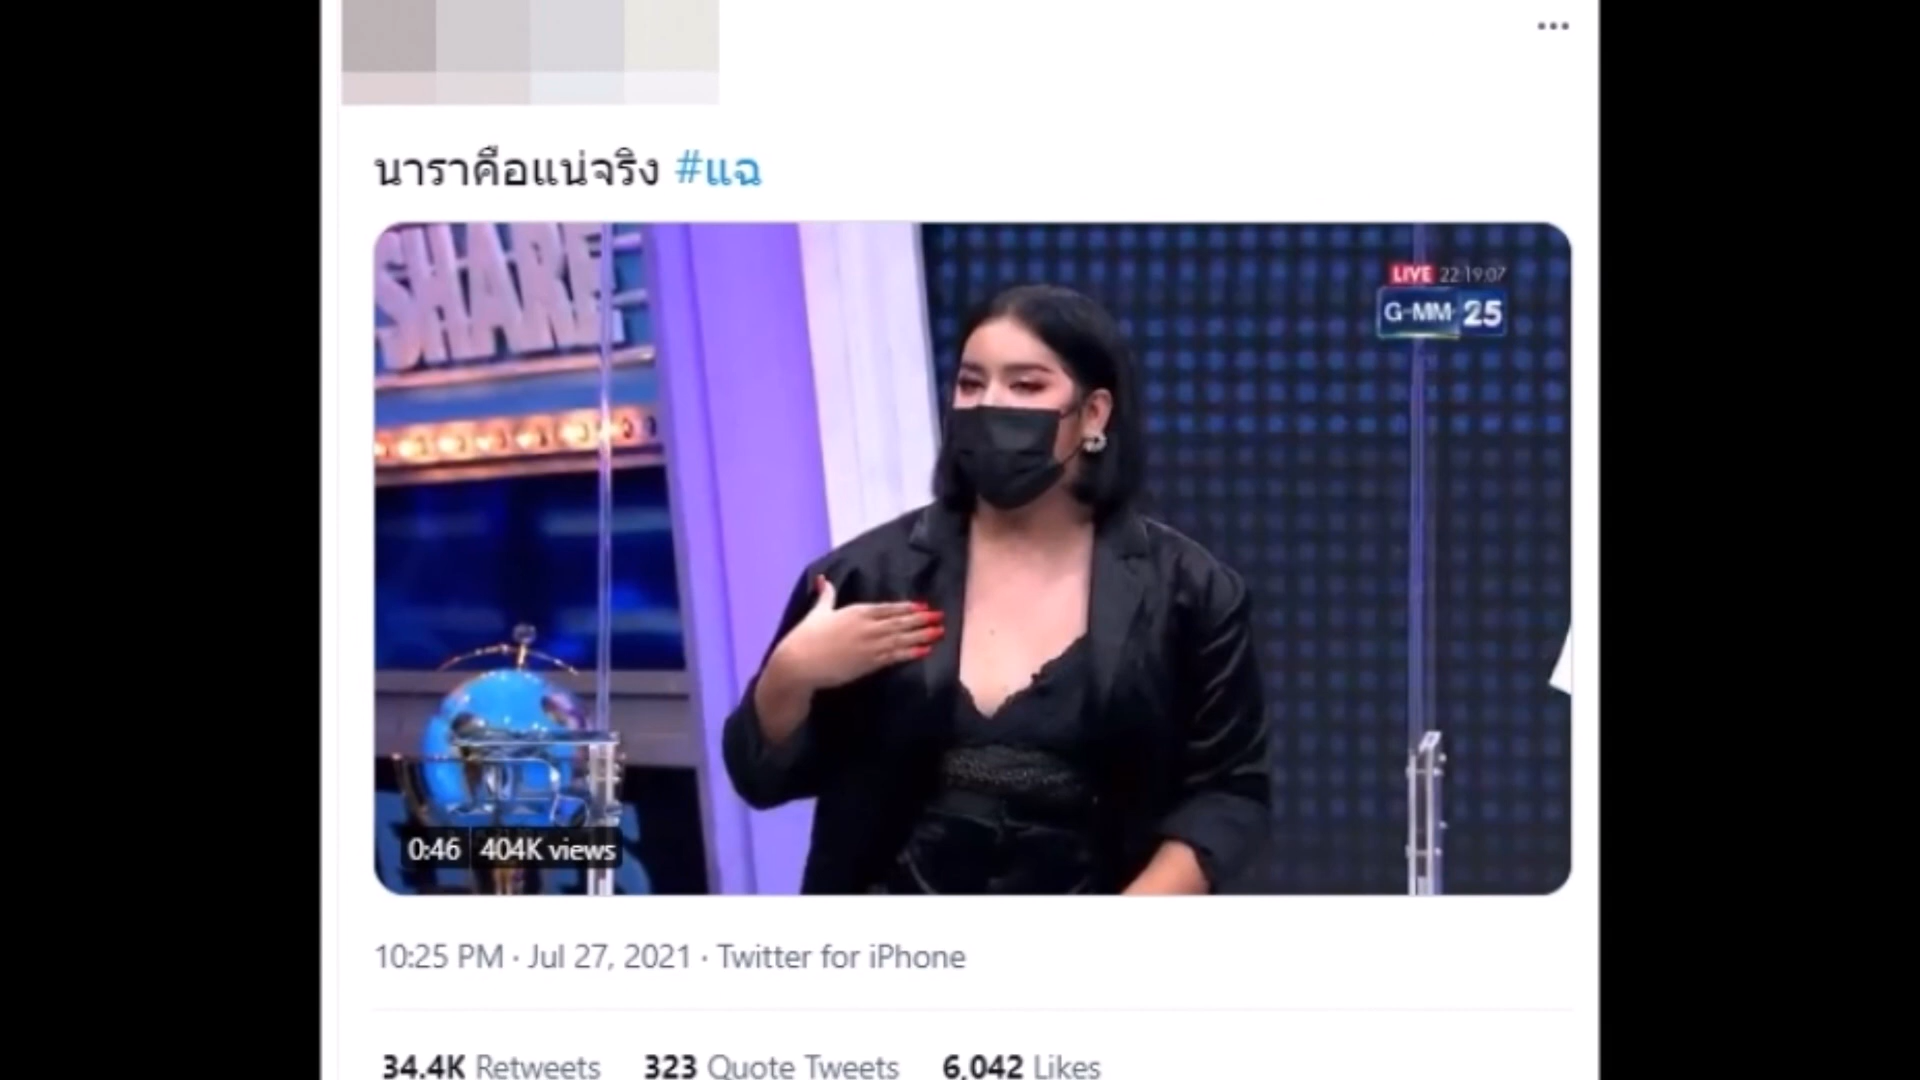 นาราคือแน่จริง #แฉ
SHARE
LIVE 22:19:07
G-MM 25
0:46 404K views
10:25 PM · Jul 27, 2021 · Twitter for iPhone
34.4K Retweets 323 Quote Tweets 6,042 Likes